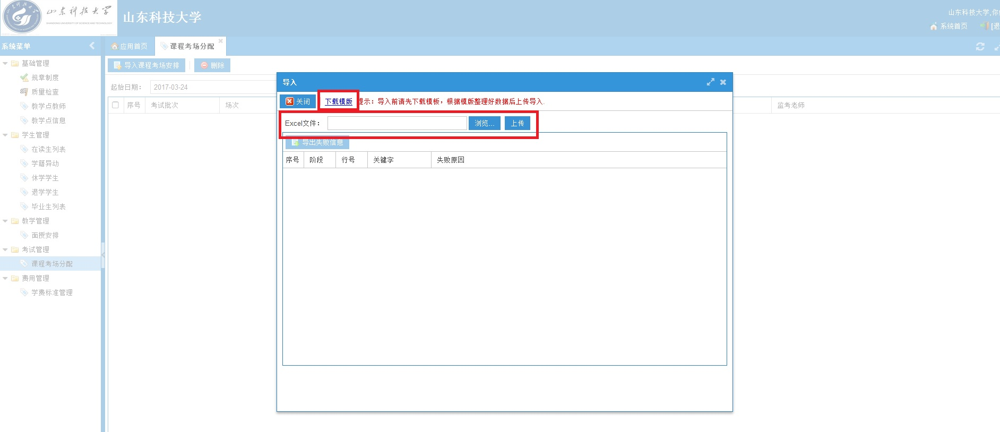 山东科技大学
SHANDONG UNIVERSITY OF SCIENCE AND TECHNOLOGY
山东科技大学
山东科技大学,你
系统首页
[退
系统菜单
应用首页
课程考场分配
基础管理
规章制度
质量检查
教学点教师
教学点信息
学生管理
在读生列表
学籍异动
休学学生
退学学生
毕业生列表
教学管理
面授安排
考试管理
课程考场分配
费用管理
学费标准管理
导入课程考场安排
删除
起始日期: 2017-03-24
序号 考试批次 场次 监考老师
导入
关闭 下载模版 提示:导入前请先下载模板,根据模版整理好数据后上传导入.
Excel文件: 浏览... 上传
导出失败信息
序号 阶段 行号 关键字 失败原因